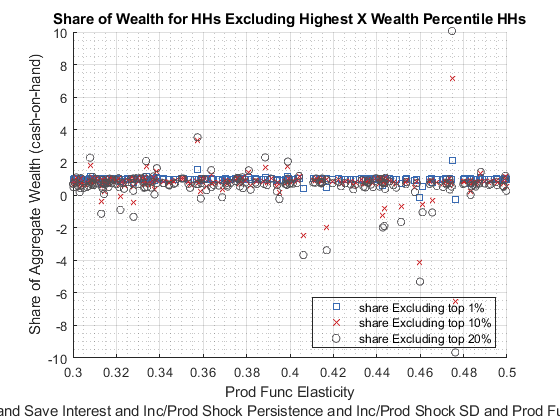 Share of Wealth for HHs Excluding Highest X Wealth Percentile HHs
Share of Aggregate Wealth (cash-on-hand)
10
8
6
4
2
0
-2
-4
-6
-8
-10
share Excluding top 1%
share Excluding top 10%
share Excluding top 20%
0.3 0.32 0.34 0.36 0.38 0.4 0.42 0.44 0.46 0.48 0.5
Prod Func Elasticity
and Save Interest and Inc/Prod Shock Persistence and Inc/Prod Shock SD and Prod Fu